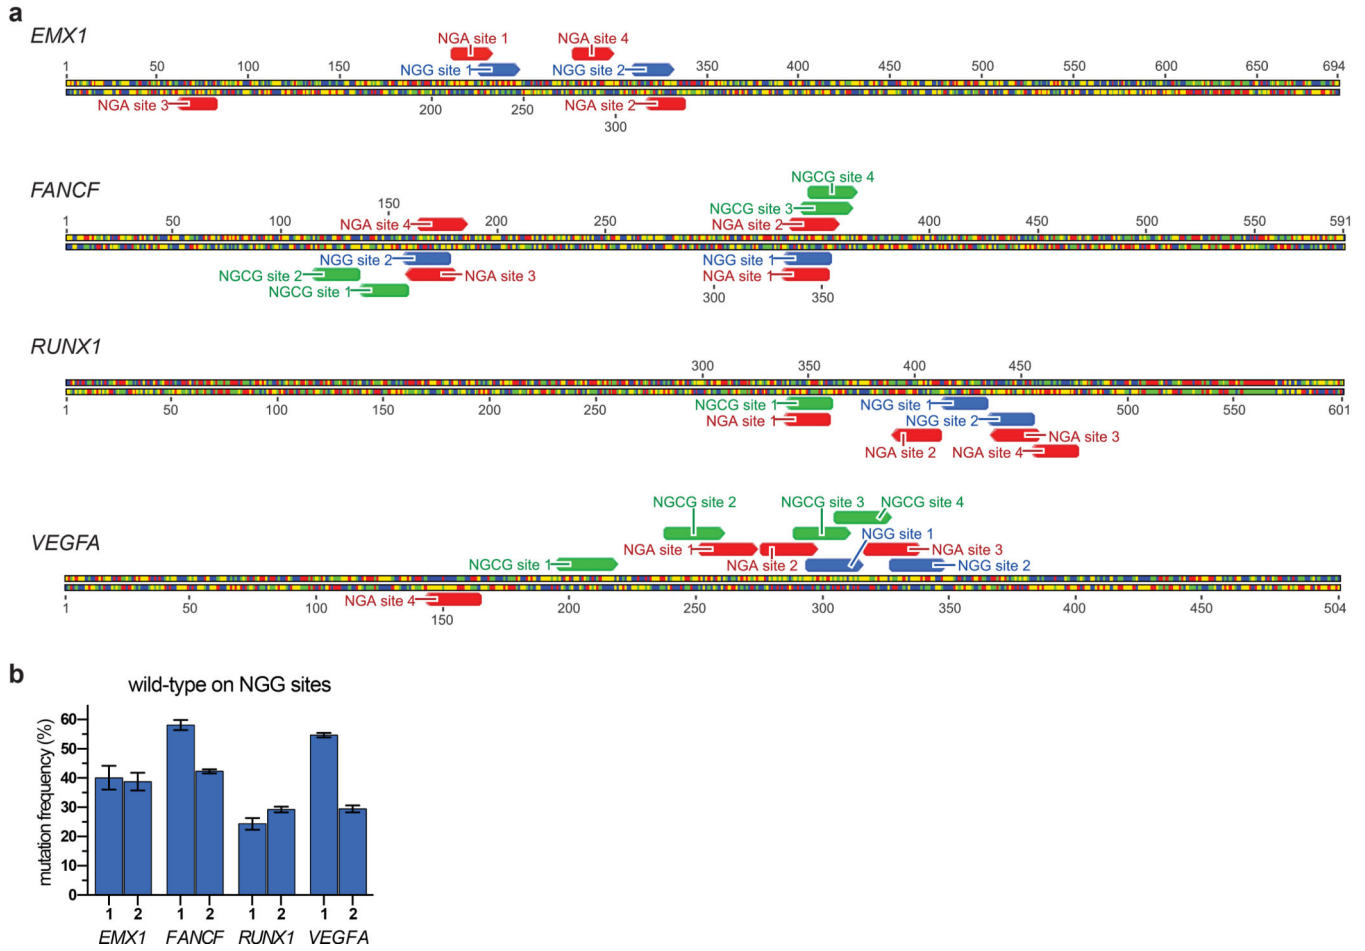 a
EMX1
NGA site 1 NGA site 4
1 50 100 150 NGG site 1 NGG site 2 350 400 450 500 550 600 650 694
NGA site 3 200 250 NGA site 2
300
FANCF
NGCG site 4
150 NGCG site 3
1 50 100 NGA site 4 200 250 NGA site 2 400 450 500 550 591
NGG site 2 NGG site 1
NGCG site 2 NGA site 3 NGA site 1
NGCG site 1 300 350
RUNX1
300 350 400 450
1 50 100 150 200 250 NGCG site 1 NGG site 1 500 550 601
NGA site 1 NGG site 2
NGA site 3
NGA site 2 NGA site 4
VEGFA
NGCG site 2 NGCG site 3 NGCG site 4
NGG site 1
NGA site 1 NGA site 2 NGA site 3
NGCG site 1 NGG site 2
1 50 100 NGA site 4 150 200 250 300 350 400 450 504
b
wild-type on NGG sites
mutation frequency (%)
60
50
40
30
20
10
0
1 2 1 2 1 2 1 2
EMX1 FANCF RUNX1 VEGFA